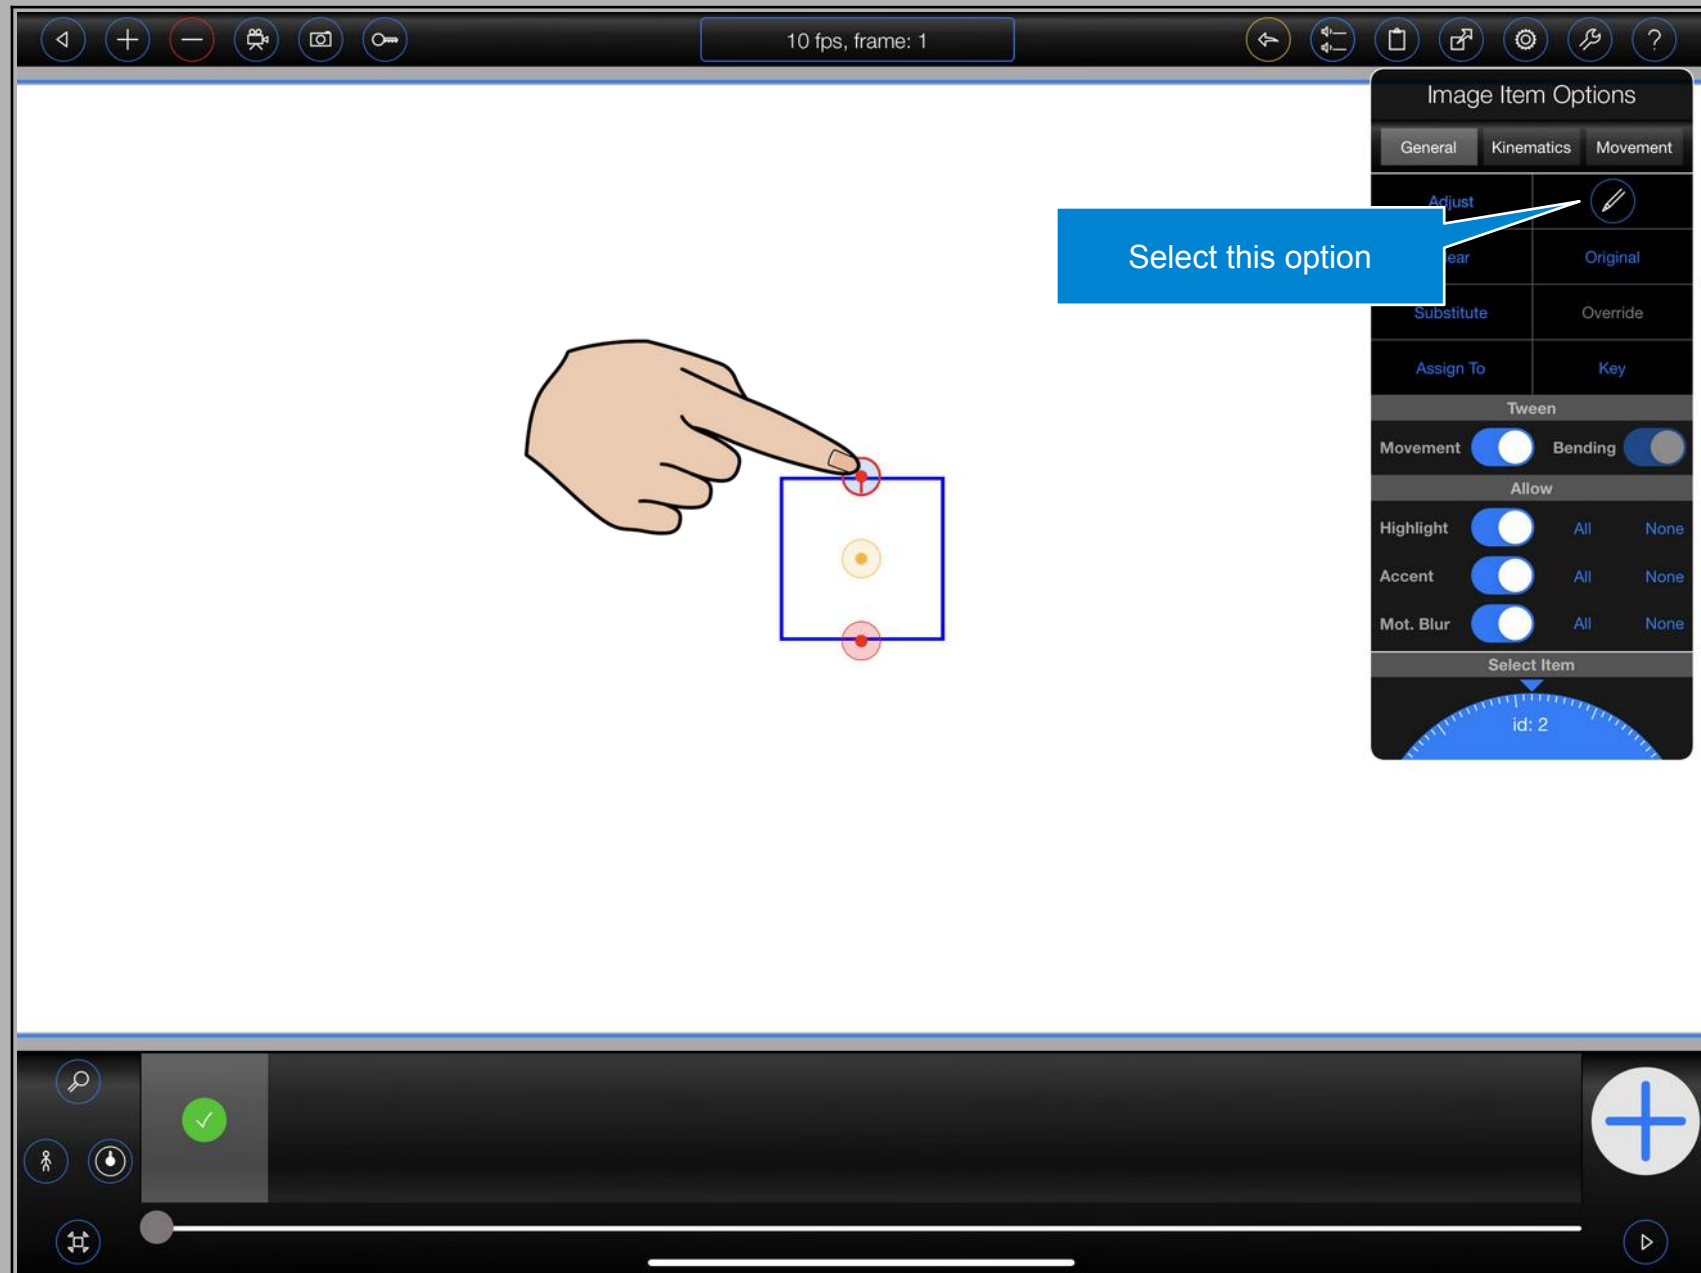 10 fps, frame: 1
?
Image Item Options
General Kinematics Movement
Adjust
Select this option
ear Original
Substitute Override
Assign To Key
Tween
Movement Bending
Allow
Highlight All None
Accent All None
Mot. Blur All None
Select Item
id: 2